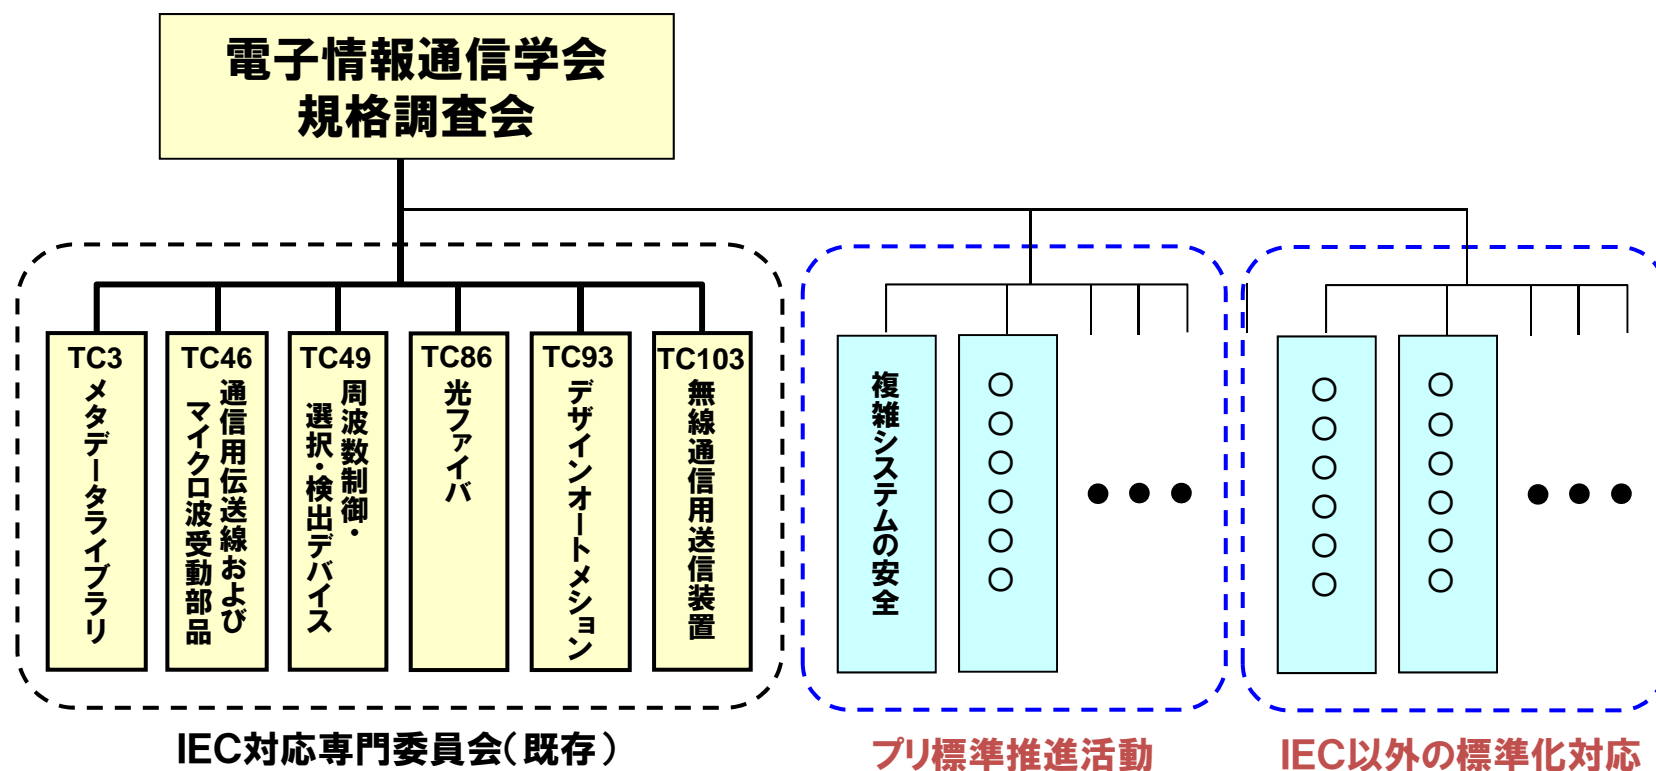 電子情報通信学会
規格調査会
TC3
メタデータライブラリ
TC46
通信用伝送線および
マイクロ波受動部品
TC49
周波数制御・
選択・検出デバイス
TC86
光ファイバ
TC93
デザインオートメション
TC103
無線通信用送信装置
複雑システムの安全
○○○○○○
●●●
○○○○○○
○○○○○○
●●●
IEC対応専門委員会(既存)
プリ標準推進活動
IEC以外の標準化対応